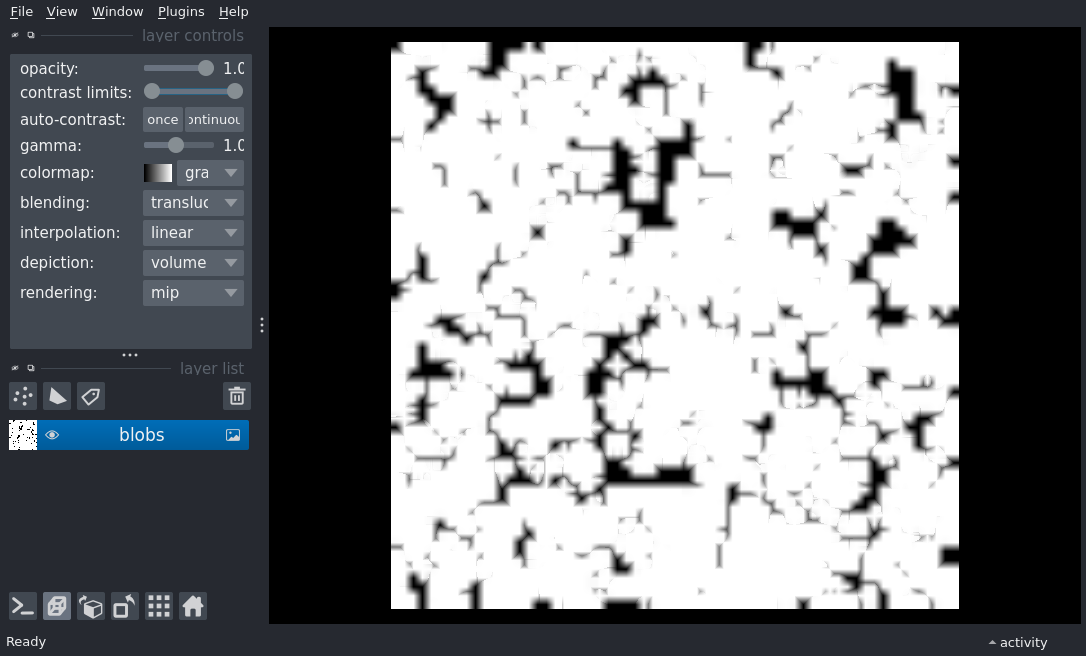 File View Window Plugins Help
layer controls
opacity: 1.0
contrast limits:
auto-contrast: once ontinuou
gamma: 1.0
colormap: gra
blending: transluc
interpolation: linear
depiction: volume
rendering: mip
layer list
blobs
Ready
activity